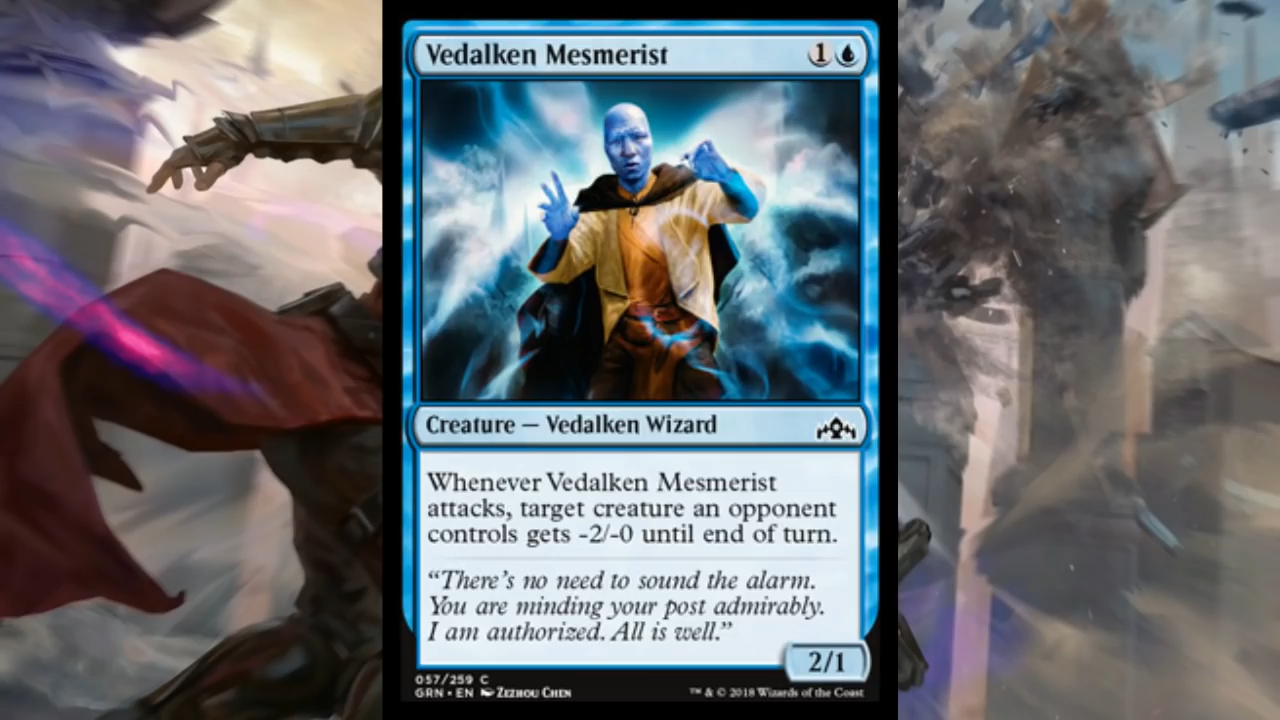 Vedalken Mesmerist 1
Creature — Vedalken Wizard
Whenever Vedalken Mesmerist
attacks, target creature an opponent
controls gets -2/-0 until end of turn.
“There’s no need to sound the alarm.
You are minding your post admirably.
I am authorized. All is well.”
2/1
057/259 C
GRN • EN Zezhou Chen ™ & © 2018 Wizards of the Coast